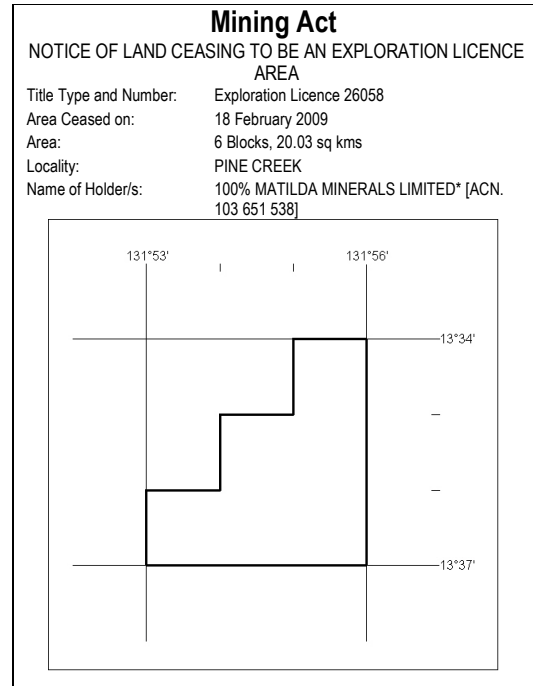 Mining Act
NOTICE OF LAND CEASING TO BE AN EXPLORATION LICENCE
AREA
Title Type and Number: Exploration Licence 26058
Area Ceased on: 18 February 2009
Area: 6 Blocks, 20.03 sq kms
Locality: PINE CREEK
Name of Holder/s: 100% MATILDA MINERALS LIMITED* [ACN.
103 651 538]
131°53' 131°56'
13°34'
13°37'